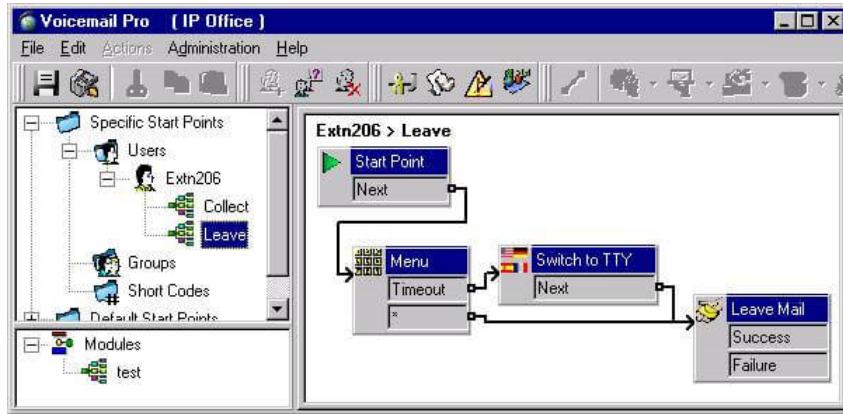 Voicemail Pro ( IP Office )
File Edit Actions Administration Help
Specific Start Points
Users
Extn206
Collect
Leave
Groups
Short Codes
Default Start Points
Modules
test
Extn206 > Leave
Start Point
Next
Menu
Timeout
*
Switch to TTY
Next
Leave Mail
Success
Failure